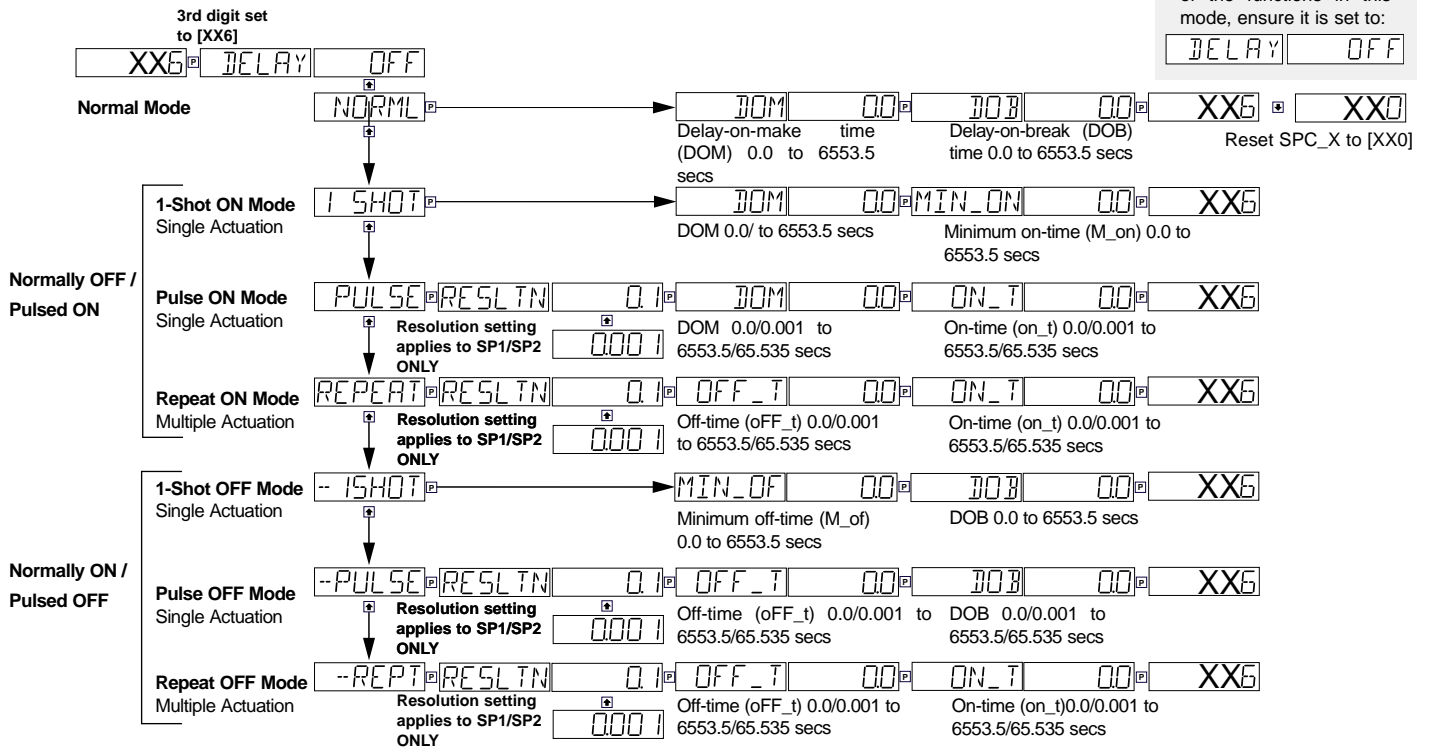 of the functions in this
mode, ensure it is set to:
DELAY OFF
3rd digit set
to [XX6]
XX6 P DELAY OFF
Normal Mode
NORML P DOM 0.0 P DOB 0.0 P XX6 XX0
Delay-on-make time
(DOM) 0.0 to 6553.5
secs
Delay-on-break (DOB)
time 0.0 to 6553.5 secs
Reset SPC_X to [XX0]
Normally OFF /
Pulsed ON
1-Shot ON Mode
Single Actuation
1 SHOT P DOM 0.0 P MIN_ON 0.0 P XX6
DOM 0.0/ to 6553.5 secs
Minimum on-time (M_on) 0.0 to
6553.5 secs
Pulse ON Mode
Single Actuation
PULSE P RESLTN 0.1 P DOM 0.0 P ON_T 0.0 P XX6
Resolution setting
applies to SP1/SP2
ONLY
0.001
DOM 0.0/0.001 to
6553.5/65.535 secs
On-time (on_t) 0.0/0.001 to
6553.5/65.535 secs
Repeat ON Mode
Multiple Actuation
REPEAT P RESLTN 0.1 P OFF_T 0.0 P ON_T 0.0 P XX6
Resolution setting
applies to SP1/SP2
ONLY
0.001
Off-time (oFF_t) 0.0/0.001
to 6553.5/65.535 secs
On-time (on_t) 0.0/0.001 to
6553.5/65.535 secs
Normally ON /
Pulsed OFF
1-Shot OFF Mode
Single Actuation
-- 1SHOT P MIN_OF 0.0 P DOB 0.0 P XX6
Minimum off-time (M_of)
0.0 to 6553.5 secs
DOB 0.0 to 6553.5 secs
Pulse OFF Mode
Single Actuation
--PULSE P RESLTN 0.1 P OFF_T 0.0 P DOB 0.0 P XX6
Resolution setting
applies to SP1/SP2
ONLY
0.001
Off-time (oFF_t) 0.0/0.001 to
6553.5/65.535 secs
DOB 0.0/0.001 to
6553.5/65.535 secs
Repeat OFF Mode
Multiple Actuation
--REPT P RESLTN 0.1 P OFF_T 0.0 P ON_T 0.0 P XX6
Resolution setting
applies to SP1/SP2
ONLY
0.001
Off-time (oFF_t) 0.0/0.001 to
6553.5/65.535 secs
On-time (on_t)0.0/0.001 to
6553.5/65.535 secs